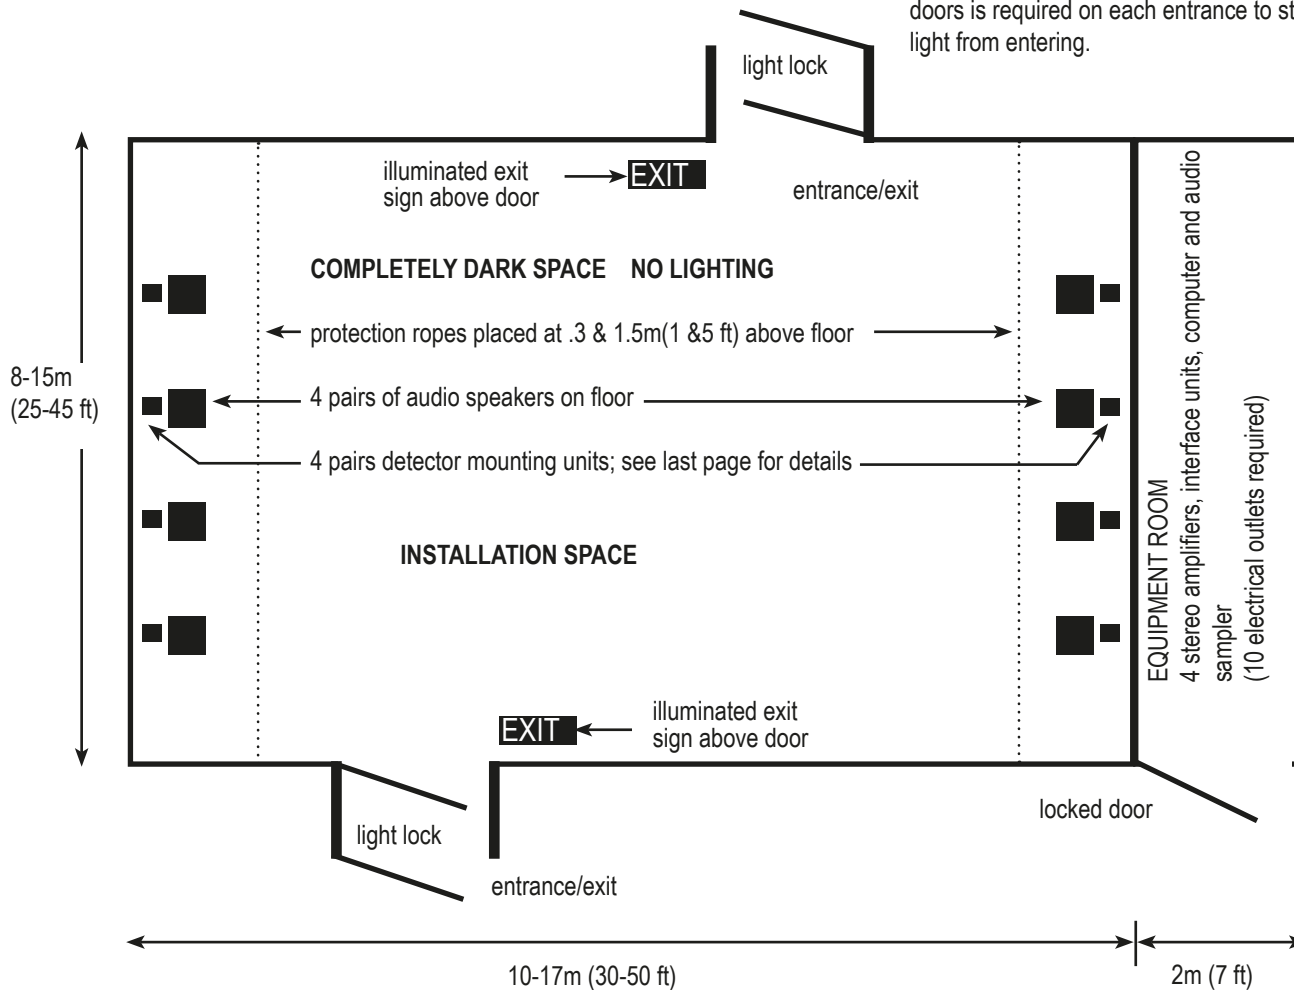 doors is required on each entrance to
light from entering.
light lock
illuminated exit
sign above door
EXIT
entrance/exit
COMPLETELY DARK SPACE NO LIGHTING
protection ropes placed at .3 & 1.5m(1 &5 ft) above floor
8-15m
(25-45 ft)
4 pairs of audio speakers on floor
4 pairs detector mounting units; see last page for details
INSTALLATION SPACE
EQUIPMENT ROOM
4 stereo amplifiers, interface units, computer and audio
sampler
(10 electrical outlets required)
EXIT
illuminated exit
sign above door
light lock
entrance/exit
locked door
10-17m (30-50 ft)
2m (7 ft)